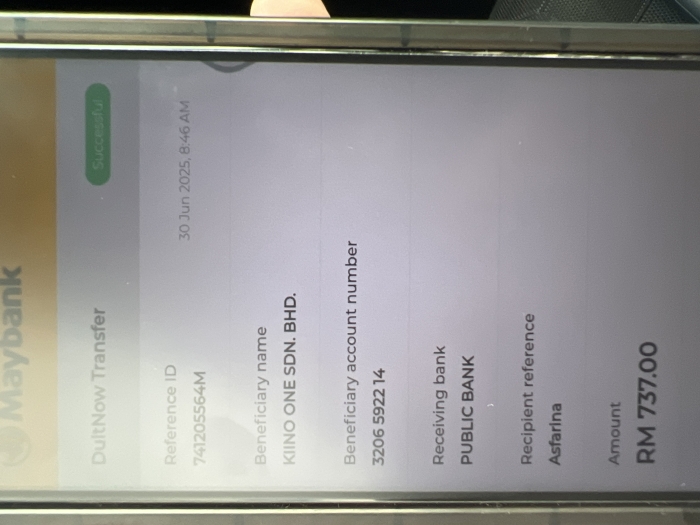 Maybank
DuitNow Transfer
Successful
Reference ID
30 Jun 2025, 8:46 AM
741205564M
Beneficiary name
KIINO ONE SDN. BHD.
Beneficiary account number
3206 5922 14
Receiving bank
PUBLIC BANK
Recipient reference
Asfarina
Amount
RM 737.00